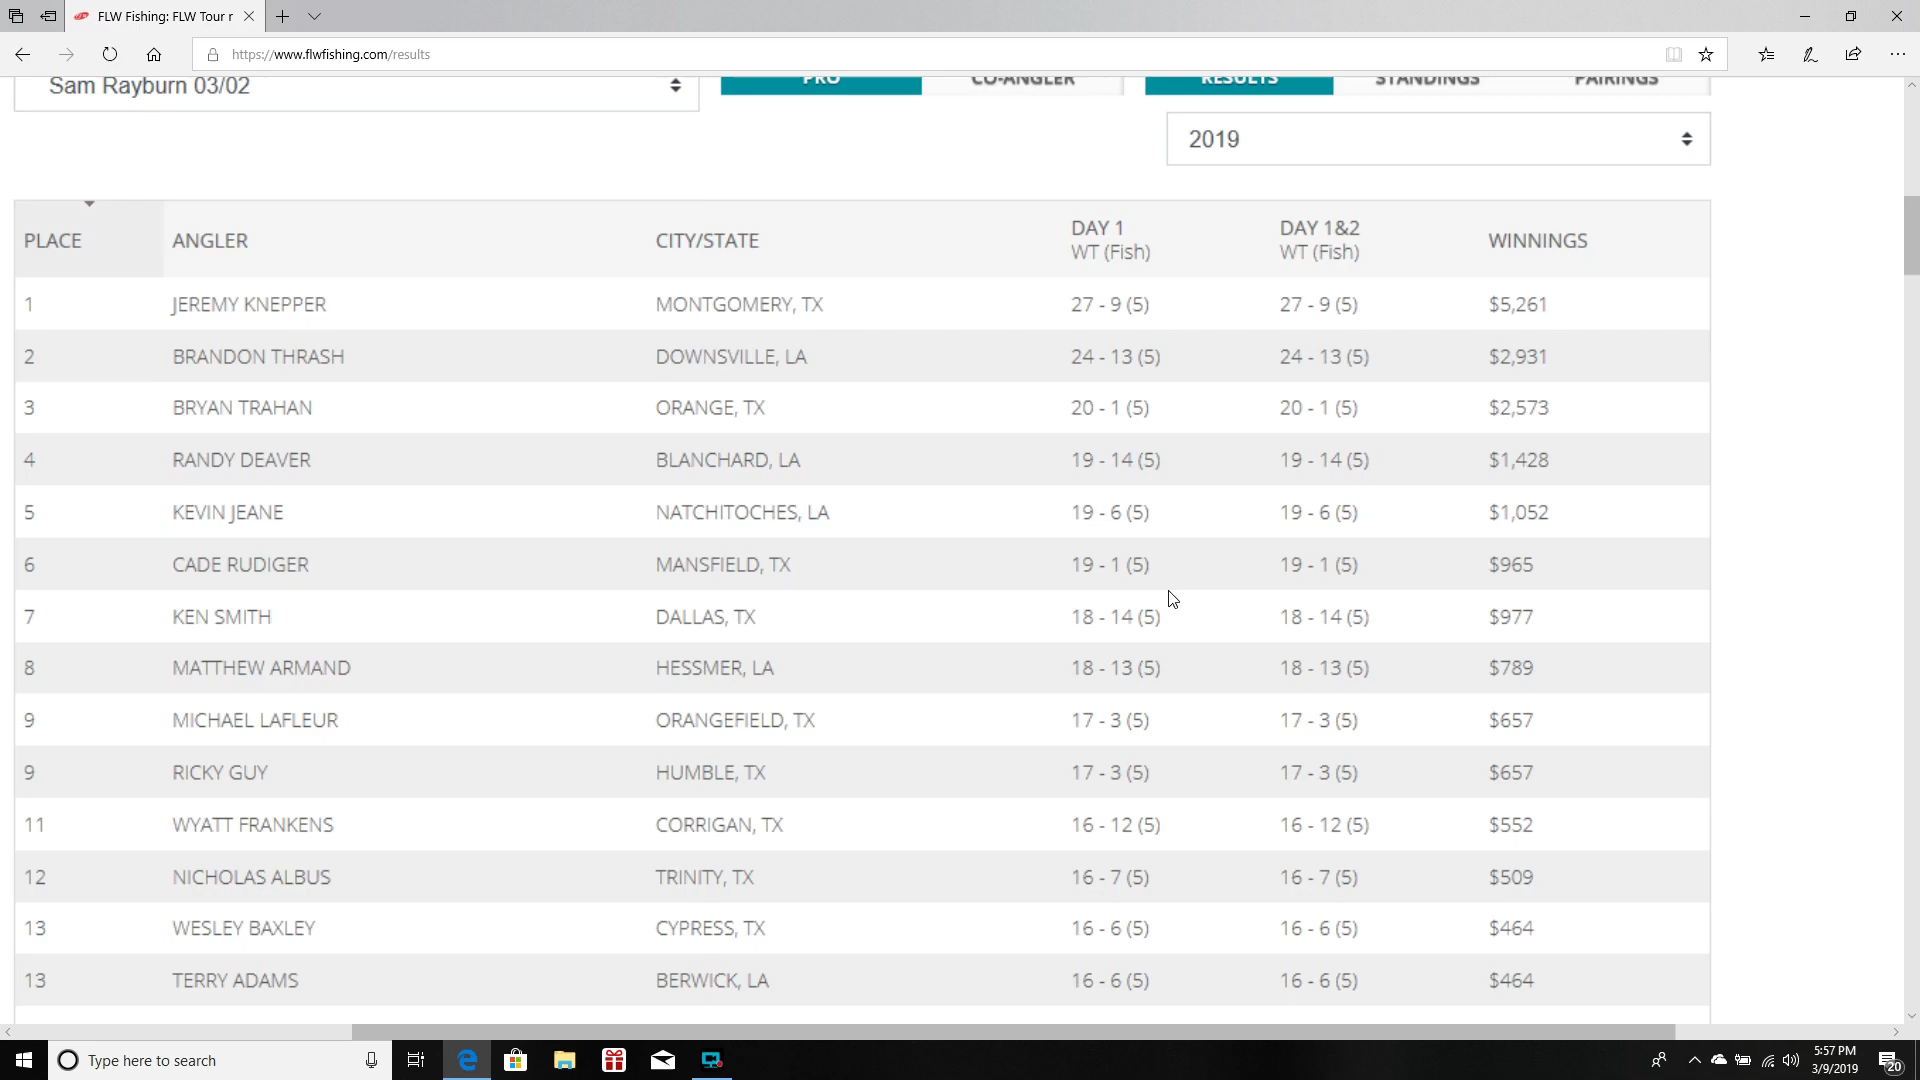 FLW Fishing: FLW Tour r
https://www.flwfishing.com/results
Sam Rayburn 03/02
PRO CO-ANGLER RESULTS STANDINGS PAIRINGS
2019
PLACE ANGLER CITY/STATE DAY 1 DAY 1&2 WINNINGS
WT (Fish) WT (Fish)
1 JEREMY KNEPPER MONTGOMERY, TX 27 - 9 (5) 27 - 9 (5) $5,261
2 BRANDON THRASH DOWNSVILLE, LA 24 - 13 (5) 24 - 13 (5) $2,931
3 BRYAN TRAHAN ORANGE, TX 20 - 1 (5) 20 - 1 (5) $2,573
4 RANDY DEAVER BLANCHARD, LA 19 - 14 (5) 19 - 14 (5) $1,428
5 KEVIN JEANE NATCHITOCHES, LA 19 - 6 (5) 19 - 6 (5) $1,052
6 CADE RUDIGER MANSFIELD, TX 19 - 1 (5) 19 - 1 (5) $965
7 KEN SMITH DALLAS, TX 18 - 14 (5) 18 - 14 (5) $977
8 MATTHEW ARMAND HESSMER, LA 18 - 13 (5) 18 - 13 (5) $789
9 MICHAEL LAFLEUR ORANGEFIELD, TX 17 - 3 (5) 17 - 3 (5) $657
9 RICKY GUY HUMBLE, TX 17 - 3 (5) 17 - 3 (5) $657
11 WYATT FRANKENS CORRIGAN, TX 16 - 12 (5) 16 - 12 (5) $552
12 NICHOLAS ALBUS TRINITY, TX 16 - 7 (5) 16 - 7 (5) $509
13 WESLEY BAXLEY CYPRESS, TX 16 - 6 (5) 16 - 6 (5) $464
13 TERRY ADAMS BERWICK, LA 16 - 6 (5) 16 - 6 (5) $464
Type here to search
5:57 PM
3/9/2019
20